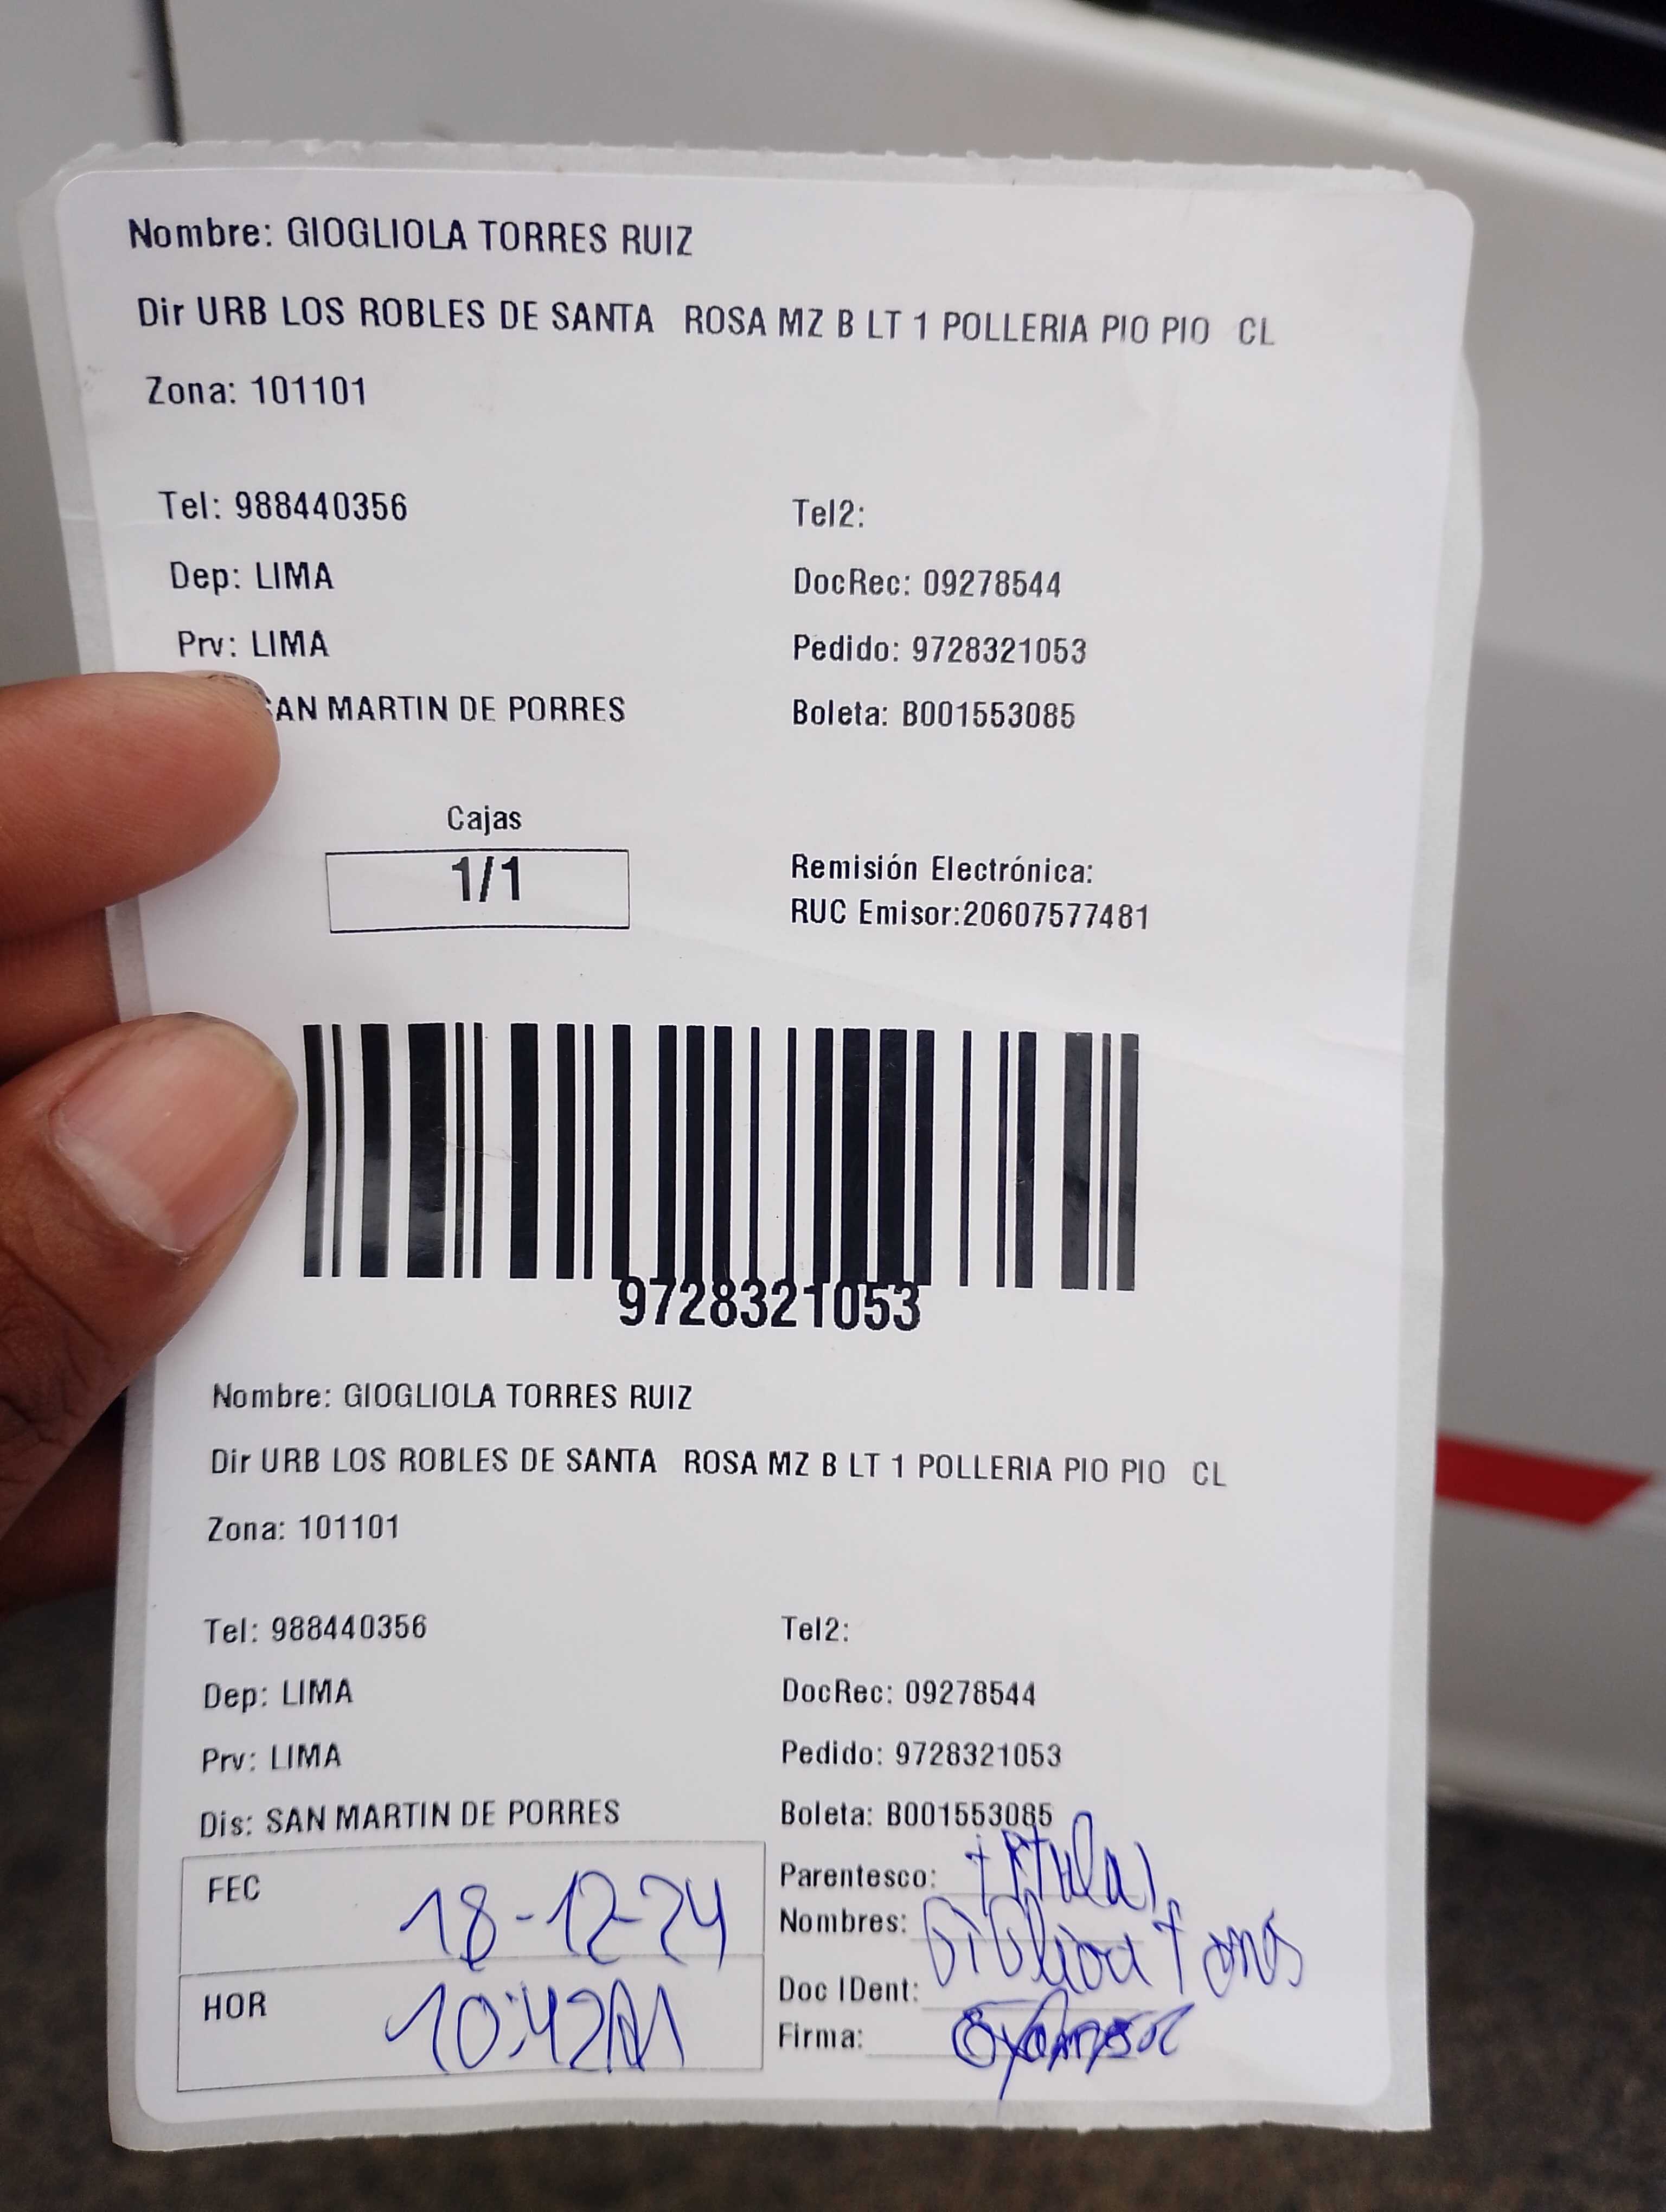 Nombre: GIOGLIOLA TORRES RUIZ
Dir URB LOS ROBLES DE SANTA ROSA MZ B LT 1 POLLERIA PIO PIO CL
Zona: 101101
Tel: 988440356 Tel2:
Dep: LIMA DocRec: 09278544
Prv: LIMA Pedido: 9728321053
SAN MARTIN DE PORRES Boleta: B001553085
Cajas
1/1
Remisión Electrónica:
RUC Emisor:20607577481
9728321053
Nombre: GIOGLIOLA TORRES RUIZ
Dir URB LOS ROBLES DE SANTA ROSA MZ B LT 1 POLLERIA PIO PIO CL
Zona: 101101
Tel: 988440356 Tel2:
Dep: LIMA DocRec: 09278544
Prv: LIMA Pedido: 9728321053
Dis: SAN MARTIN DE PORRES Boleta: B001553085
FEC 18-12-24
HOR 10:42AM
Parentesco: titular
Nombres:
Doc IDent:
Firma: